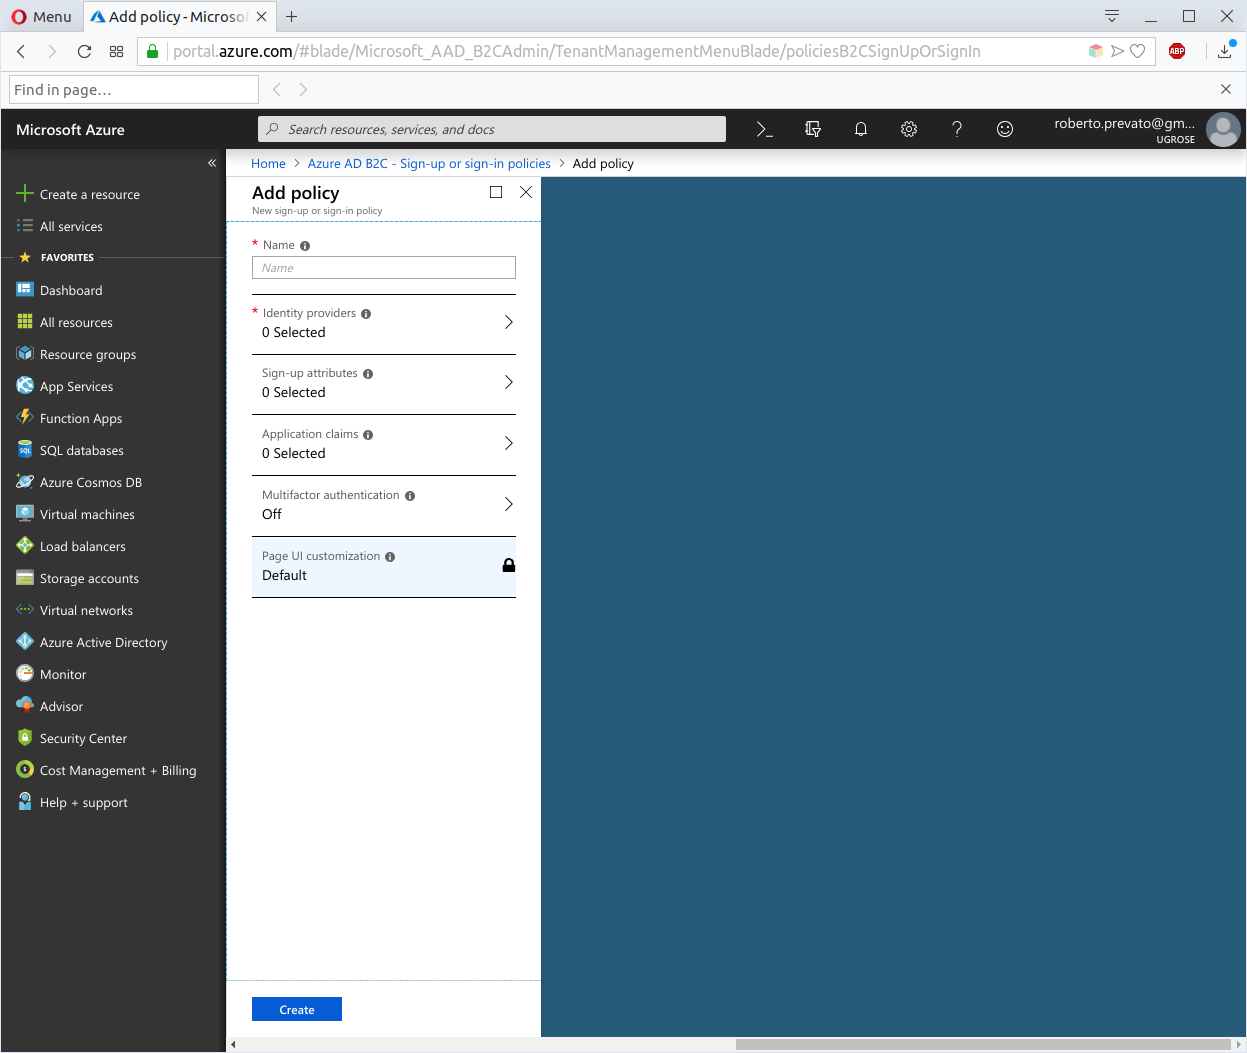 Menu
Add policy - Microso
portal.azure.com/#blade/Microsoft_AAD_B2CAdmin/TenantManagementMenuBlade/policiesB2CSignUpOrSignIn
ABP
Find in page...
Microsoft Azure
Search resources, services, and docs
roberto.prevato@gm...
UGROSE
Home > Azure AD B2C - Sign-up or sign-in policies > Add policy
Create a resource
All services
FAVORITES
Dashboard
All resources
Resource groups
App Services
Function Apps
SQL
SQL databases
Azure Cosmos DB
Virtual machines
Load balancers
Storage accounts
Virtual networks
Azure Active Directory
Monitor
Advisor
Security Center
Cost Management + Billing
Help + support
Add policy
New sign-up or sign-in policy
* Name
Name
* Identity providers
0 Selected
Sign-up attributes
0 Selected
Application claims
0 Selected
Multifactor authentication
Off
Page UI customization
Default
Create